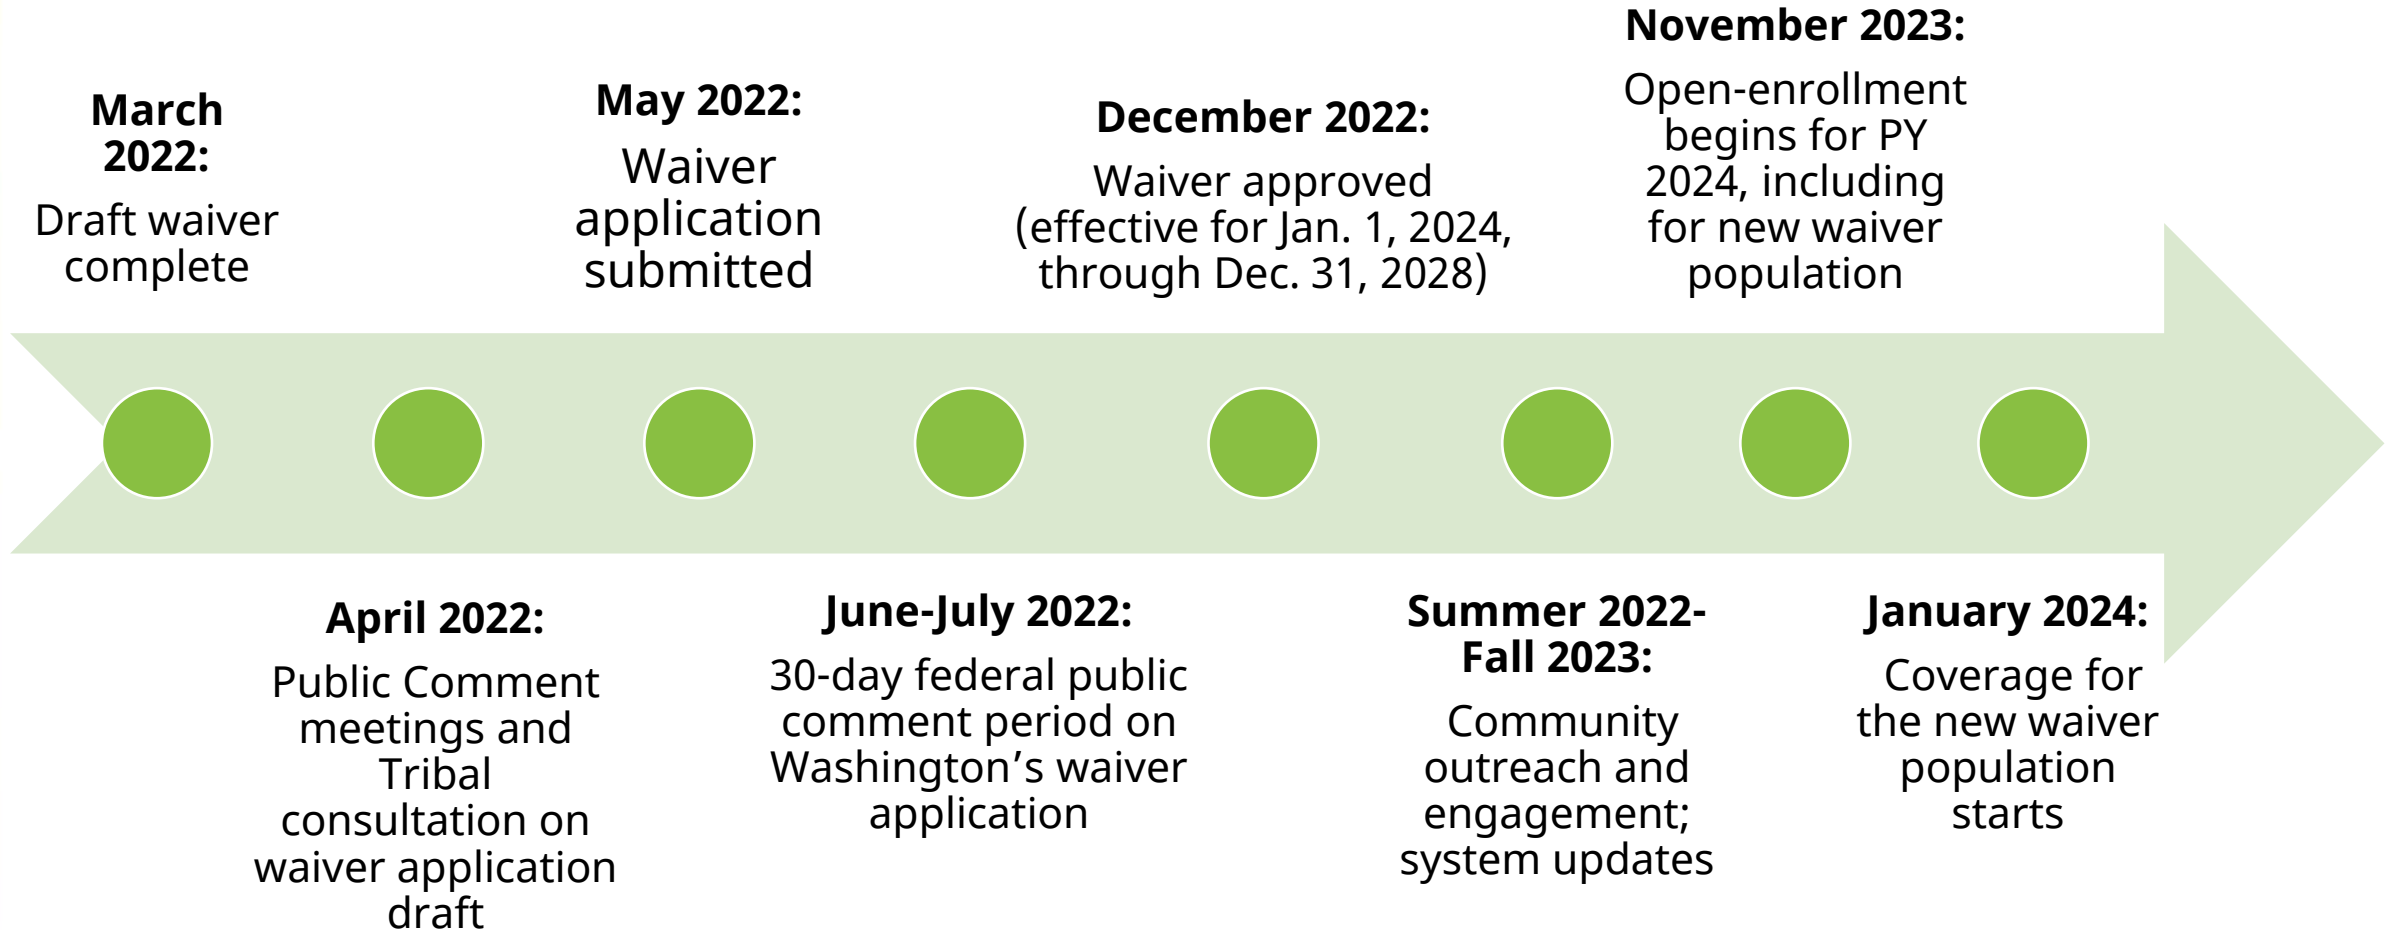 March
2022:
Draft waiver
complete
April 2022:
Public Comment
meetings and
Tribal
consultation on
waiver application
draft
May 2022:
Waiver
application
submitted
June-July 2022:
30-day federal public
comment period on
Washington’s waiver
application
December 2022:
Waiver approved
(effective for Jan. 1, 2024,
through Dec. 31, 2028)
Summer 2022-
Fall 2023:
Community
outreach and
engagement;
system updates
November 2023:
Open-enrollment
begins for PY
2024, including
for new waiver
population
January 2024:
Coverage for
the new waiver
population
starts